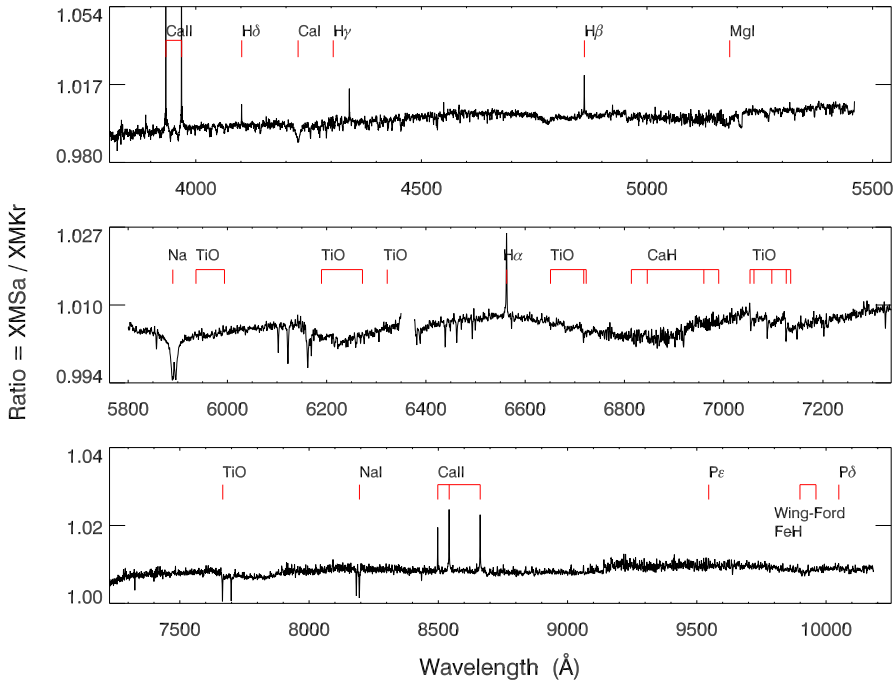 1.054
1.017
0.980
CaII
Hδ
CaI
Hγ
Hβ
MgI
4000
4500
5000
5500
Ratio = XMSa / XMKr
1.027
1.010
0.994
Na
TiO
TiO
TiO
Hα
TiO
CaH
TiO
5800
6000
6200
6400
6600
6800
7000
7200
1.04
1.02
1.00
TiO
NaI
CaII
Pε
Wing-Ford
FeH
Pδ
7500
8000
8500
9000
9500
10000
Wavelength (Å)